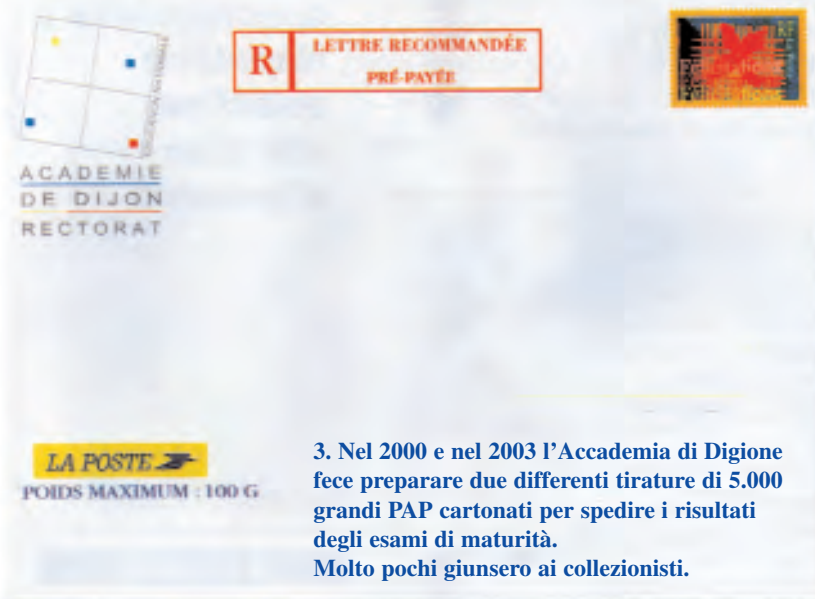 R
LETTRE RECOMMANDÉE
PRÉ-PAYÉE
ACADEMIE
DE DIJON
RECTORAT
LA POSTE
POIDS MAXIMUM : 100 G
3. Nel 2000 e nel 2003 l'Accademia di Digione
fece preparare due differenti tirature di 5.000
grandi PAP cartonati per spedire i risultati
degli esami di maturità.
Molto pochi giunsero ai collezionisti.